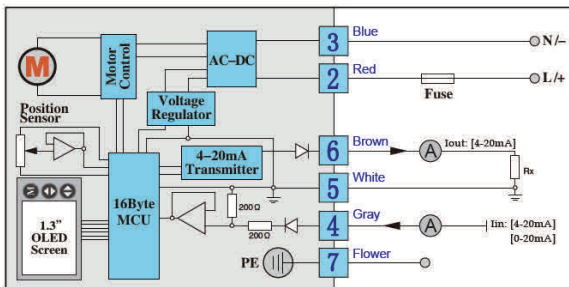 M
Motor
Control
AC-DC
3
Blue
N/-
2
Red
L/+
Fuse
Voltage
Regulator
Position
Sensor
4-20mA
Transmitter
6
Brown
A
Iout: [4-20mA]
Rx
5
White
16Byte
MCU
1.3"
OLED
Screen
200Ω
200Ω
4
Gray
A
Iin: [4-20mA]
[0-20mA]
PE
7
Flower